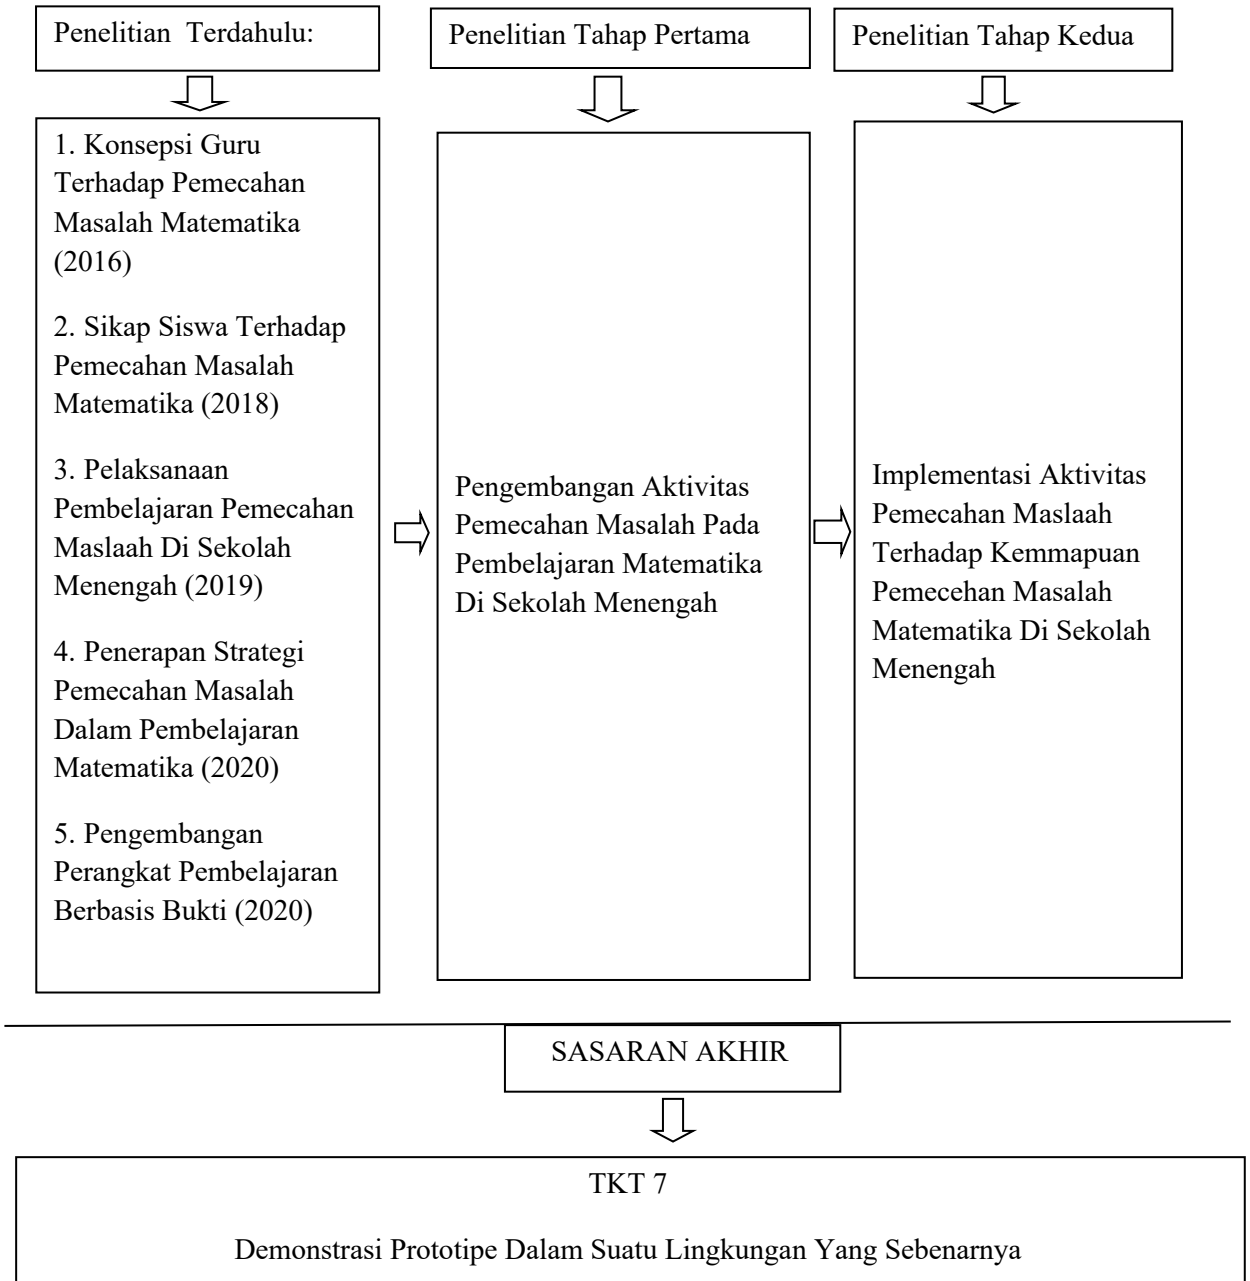 Penelitian  Terdahulu:
Penelitian Tahap Pertama
Penelitian Tahap Kedua
1. Konsepsi Guru
Terhadap Pemecahan
Masalah Matematika
(2016)
2. Sikap Siswa Terhadap
Pemecahan Masalah
Matematika (2018)
3. Pelaksanaan
Pembelajaran Pemecahan
Maslaah Di Sekolah
Menengah (2019)
4. Penerapan Strategi
Pemecahan Masalah
Dalam Pembelajaran
Matematika (2020)
5. Pengembangan
Perangkat Pembelajaran
Berbasis Bukti (2020)
Pengembangan Aktivitas
Pemecahan Masalah Pada
Pembelajaran Matematika
Di Sekolah Menengah
Implementasi Aktivitas
Pemecahan Maslaah
Terhadap Kemmapuan
Pemecehan Masalah
Matematika Di Sekolah
Menengah
SASARAN AKHIR
TKT 7
Demonstrasi Prototipe Dalam Suatu Lingkungan Yang Sebenarnya